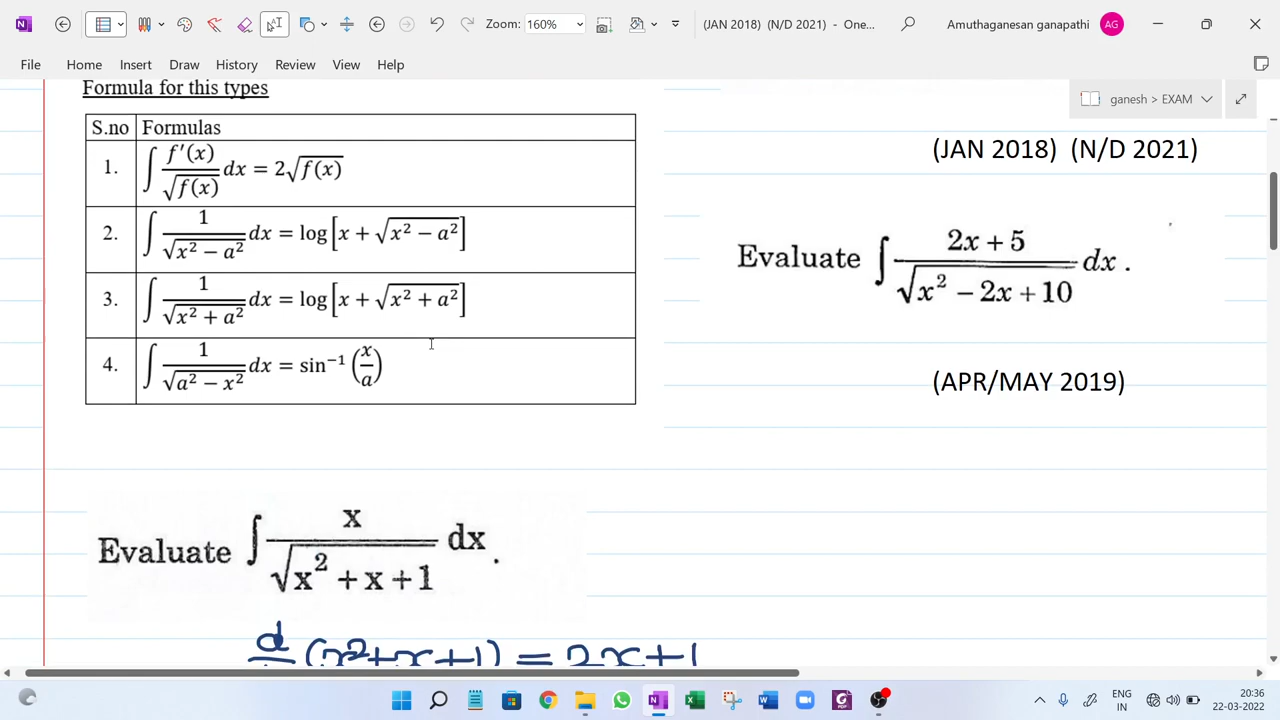 Zoom: 160%
(JAN 2018) (N/D 2021) - One...
Amuthaganesan ganapathi
AG
File Home Insert Draw History Review View Help
ganesh > EXAM
Formula for this types
S.no Formulas
1. ∫ f′(x)/√f(x) dx = 2√f(x)
2. ∫ 1/√(x² − a²) dx = log[x + √(x² − a²)]
3. ∫ 1/√(x² + a²) dx = log[x + √(x² + a²)]
4. ∫ 1/√(a² − x²) dx = sin⁻¹(x/a)
(JAN 2018) (N/D 2021)
Evaluate ∫ (2x + 5)/√(x² − 2x + 10) dx .
(APR/MAY 2019)
Evaluate ∫ x/√(x² + x + 1) dx .
d (x²+x+1) = 2x+1
ENG
IN
20:36
22-03-2022